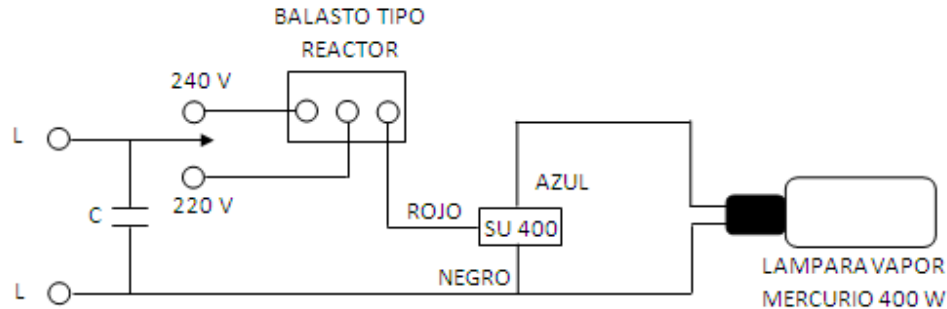 BALASTO TIPO
REACTOR
240 V
L
220 V
C
AZUL
ROJO
SU 400
NEGRO
L
LAMPARA VAPOR
MERCURIO 400 W